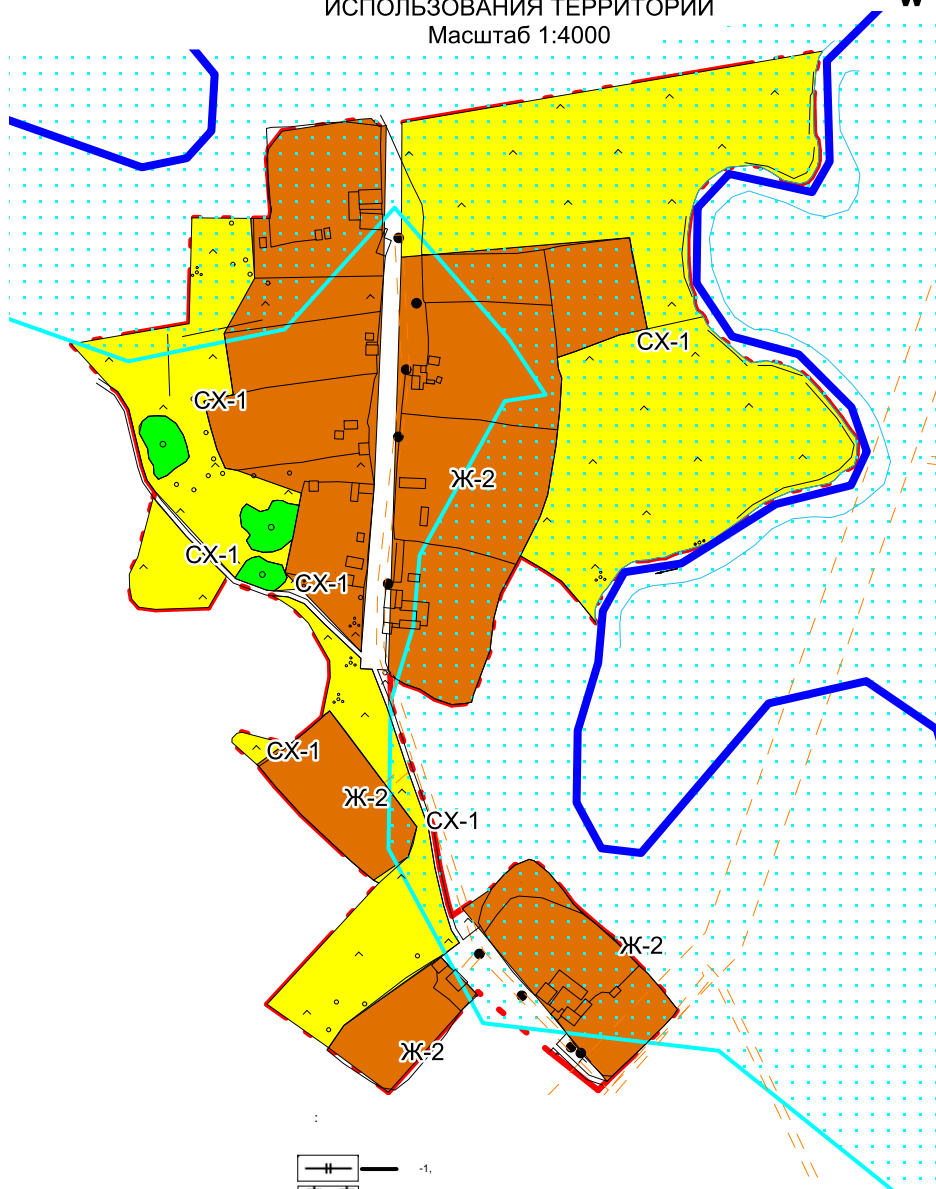 ИСПОЛЬЗОВАНИЯ ТЕРРИТОРИИ
Масштаб 1:4000
СХ-1
СХ-1
Ж-2
СХ-1
СХ-1
СХ-1
Ж-2
СХ-1
Ж-2
Ж-2
:
-1,